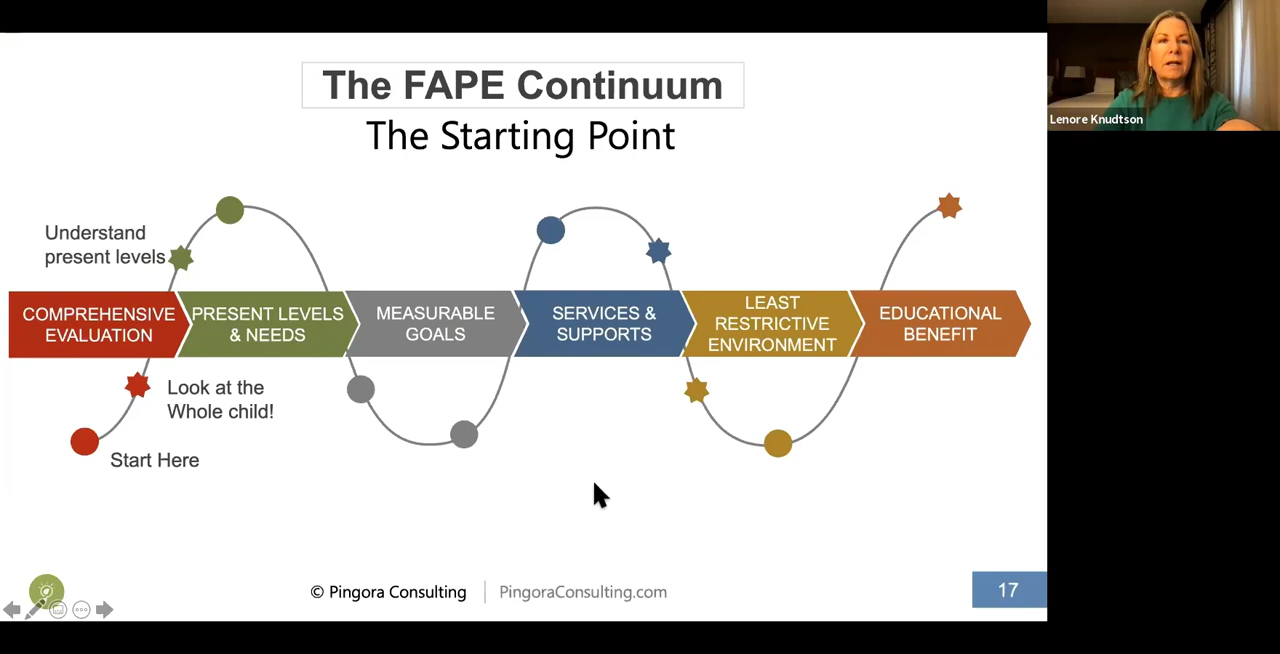 The FAPE Continuum
The Starting Point
Lenore Knudtson
Understand
present levels
COMPREHENSIVE
EVALUATION
PRESENT LEVELS
& NEEDS
MEASURABLE
GOALS
SERVICES &
SUPPORTS
LEAST
RESTRICTIVE
ENVIRONMENT
EDUCATIONAL
BENEFIT
Look at the
Whole child!
Start Here
© Pingora Consulting
PingoraConsulting.com
17